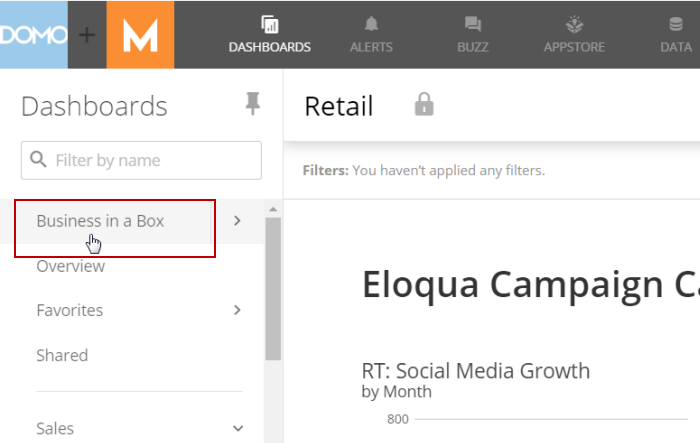 DOMO
M
DASHBOARDS
ALERTS
BUZZ
APPSTORE
DATA
Dashboards
Filter by name
Business in a Box
Overview
Favorites
Shared
Sales
Retail
Filters: You haven't applied any filters.
Eloqua Campaign Ca
RT: Social Media Growth
by Month
800